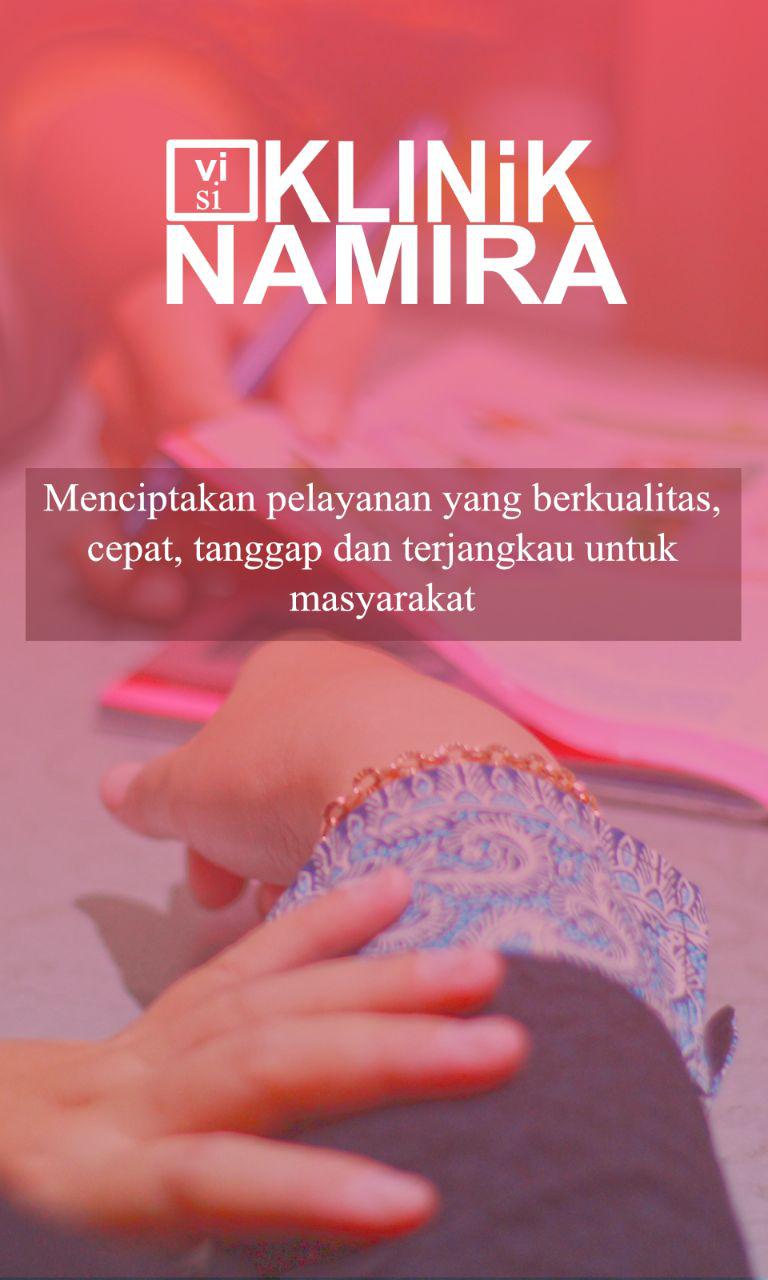 vi
si
KLINiK
NAMIRA
Menciptakan pelayanan yang berkualitas,
cepat, tanggap dan terjangkau untuk
masyarakat